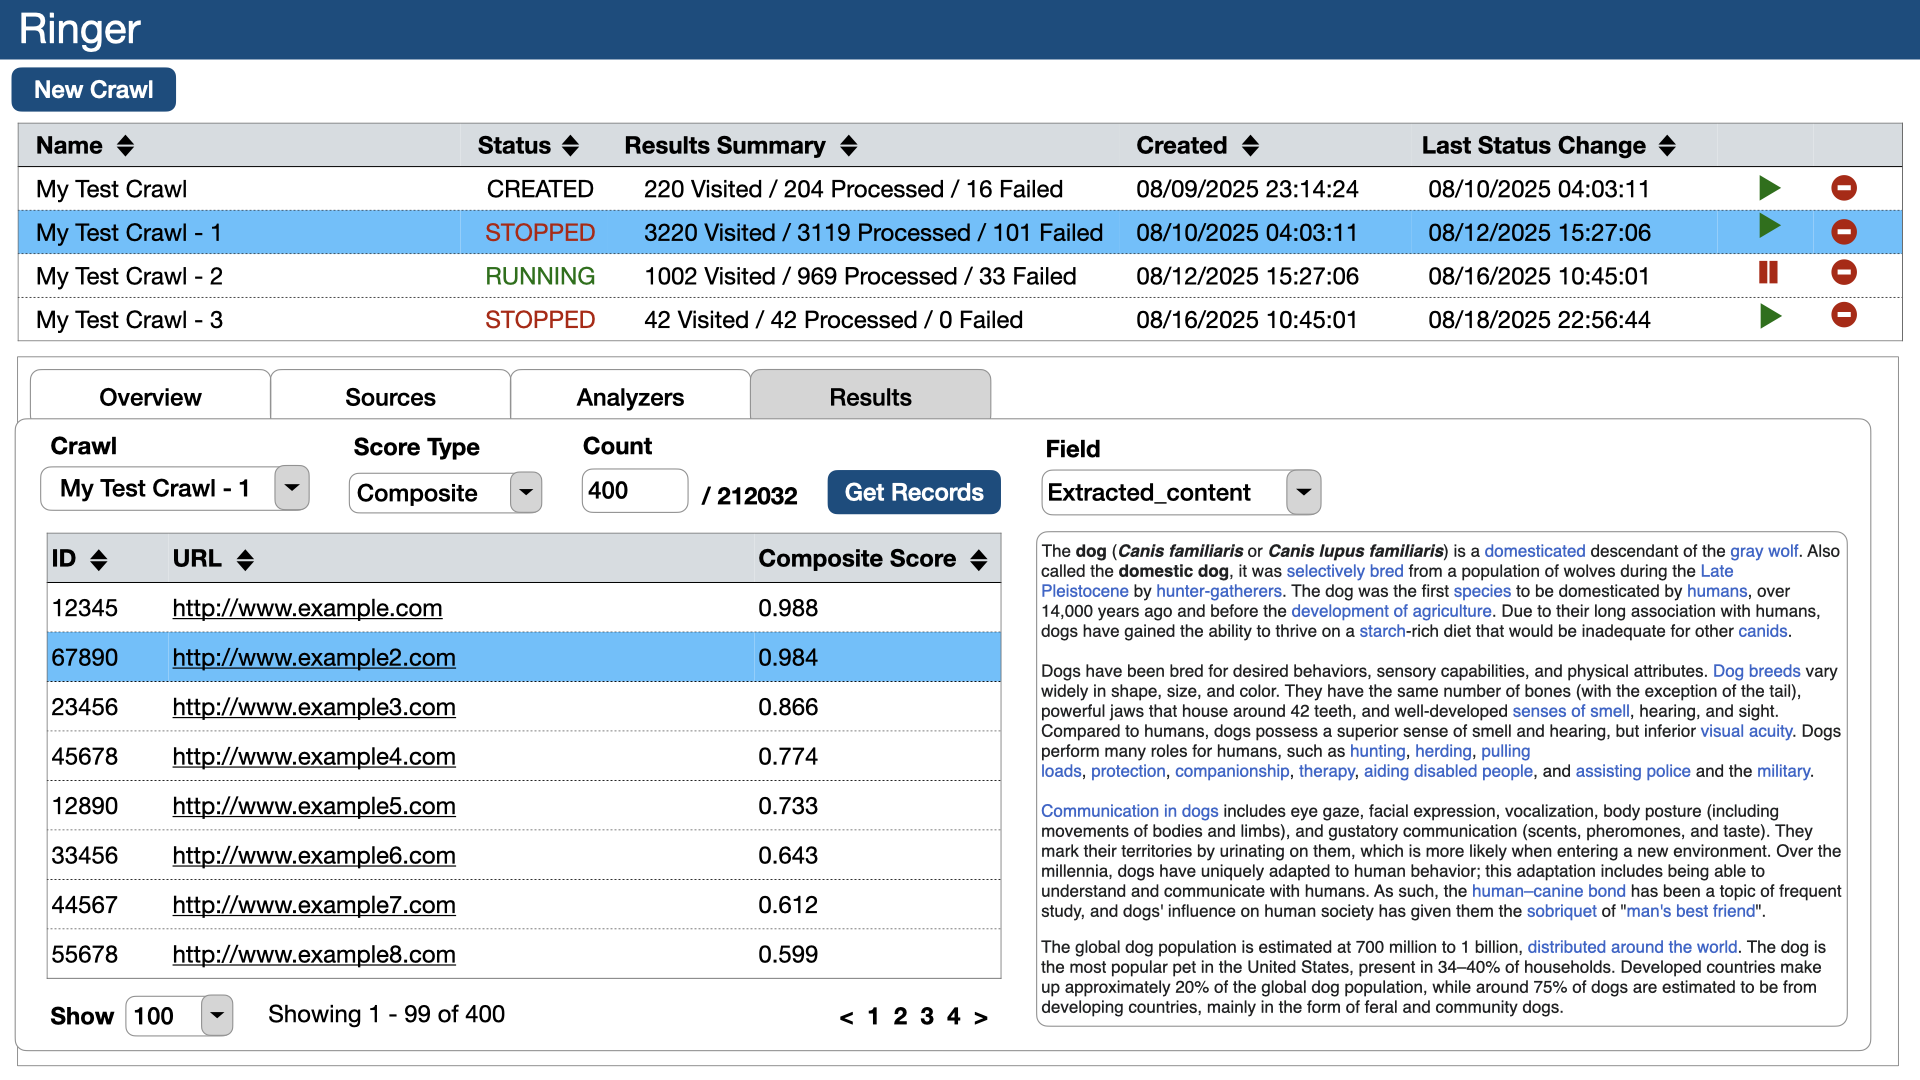 Ringer
New Crawl
Name Status Results Summary Created Last Status Change
My Test Crawl CREATED 220 Visited / 204 Processed / 16 Failed 08/09/2025 23:14:24 08/10/2025 04:03:11
My Test Crawl - 1 STOPPED 3220 Visited / 3119 Processed / 101 Failed 08/10/2025 04:03:11 08/12/2025 15:27:06
My Test Crawl - 2 RUNNING 1002 Visited / 969 Processed / 33 Failed 08/12/2025 15:27:06 08/16/2025 10:45:01
My Test Crawl - 3 STOPPED 42 Visited / 42 Processed / 0 Failed 08/16/2025 10:45:01 08/18/2025 22:56:44
Overview Sources Analyzers Results
Crawl Score Type Count
My Test Crawl - 1 Composite 400 / 212032 Get Records
ID URL Composite Score
12345 http://www.example.com 0.988
67890 http://www.example2.com 0.984
23456 http://www.example3.com 0.866
45678 http://www.example4.com 0.774
12890 http://www.example5.com 0.733
33456 http://www.example6.com 0.643
44567 http://www.example7.com 0.612
55678 http://www.example8.com 0.599
Show 100 Showing 1 - 99 of 400 < 1 2 3 4 >
Field
Extracted_content
The dog (Canis familiaris or Canis lupus familiaris) is a domesticated descendant of the gray wolf. Also
called the domestic dog, it was selectively bred from a population of wolves during the Late
Pleistocene by hunter-gatherers. The dog was the first species to be domesticated by humans, over
14,000 years ago and before the development of agriculture. Due to their long association with humans,
dogs have gained the ability to thrive on a starch-rich diet that would be inadequate for other canids.
Dogs have been bred for desired behaviors, sensory capabilities, and physical attributes. Dog breeds vary
widely in shape, size, and color. They have the same number of bones (with the exception of the tail),
powerful jaws that house around 42 teeth, and well-developed senses of smell, hearing, and sight.
Compared to humans, dogs possess a superior sense of smell and hearing, but inferior visual acuity. Dogs
perform many roles for humans, such as hunting, herding, pulling
loads, protection, companionship, therapy, aiding disabled people, and assisting police and the military.
Communication in dogs includes eye gaze, facial expression, vocalization, body posture (including
movements of bodies and limbs), and gustatory communication (scents, pheromones, and taste). They
mark their territories by urinating on them, which is more likely when entering a new environment. Over the
millennia, dogs have uniquely adapted to human behavior; this adaptation includes being able to
understand and communicate with humans. As such, the human–canine bond has been a topic of frequent
study, and dogs' influence on human society has given them the sobriquet of "man's best friend".
The global dog population is estimated at 700 million to 1 billion, distributed around the world. The dog is
the most popular pet in the United States, present in 34–40% of households. Developed countries make
up approximately 20% of the global dog population, while around 75% of dogs are estimated to be from
developing countries, mainly in the form of feral and community dogs.